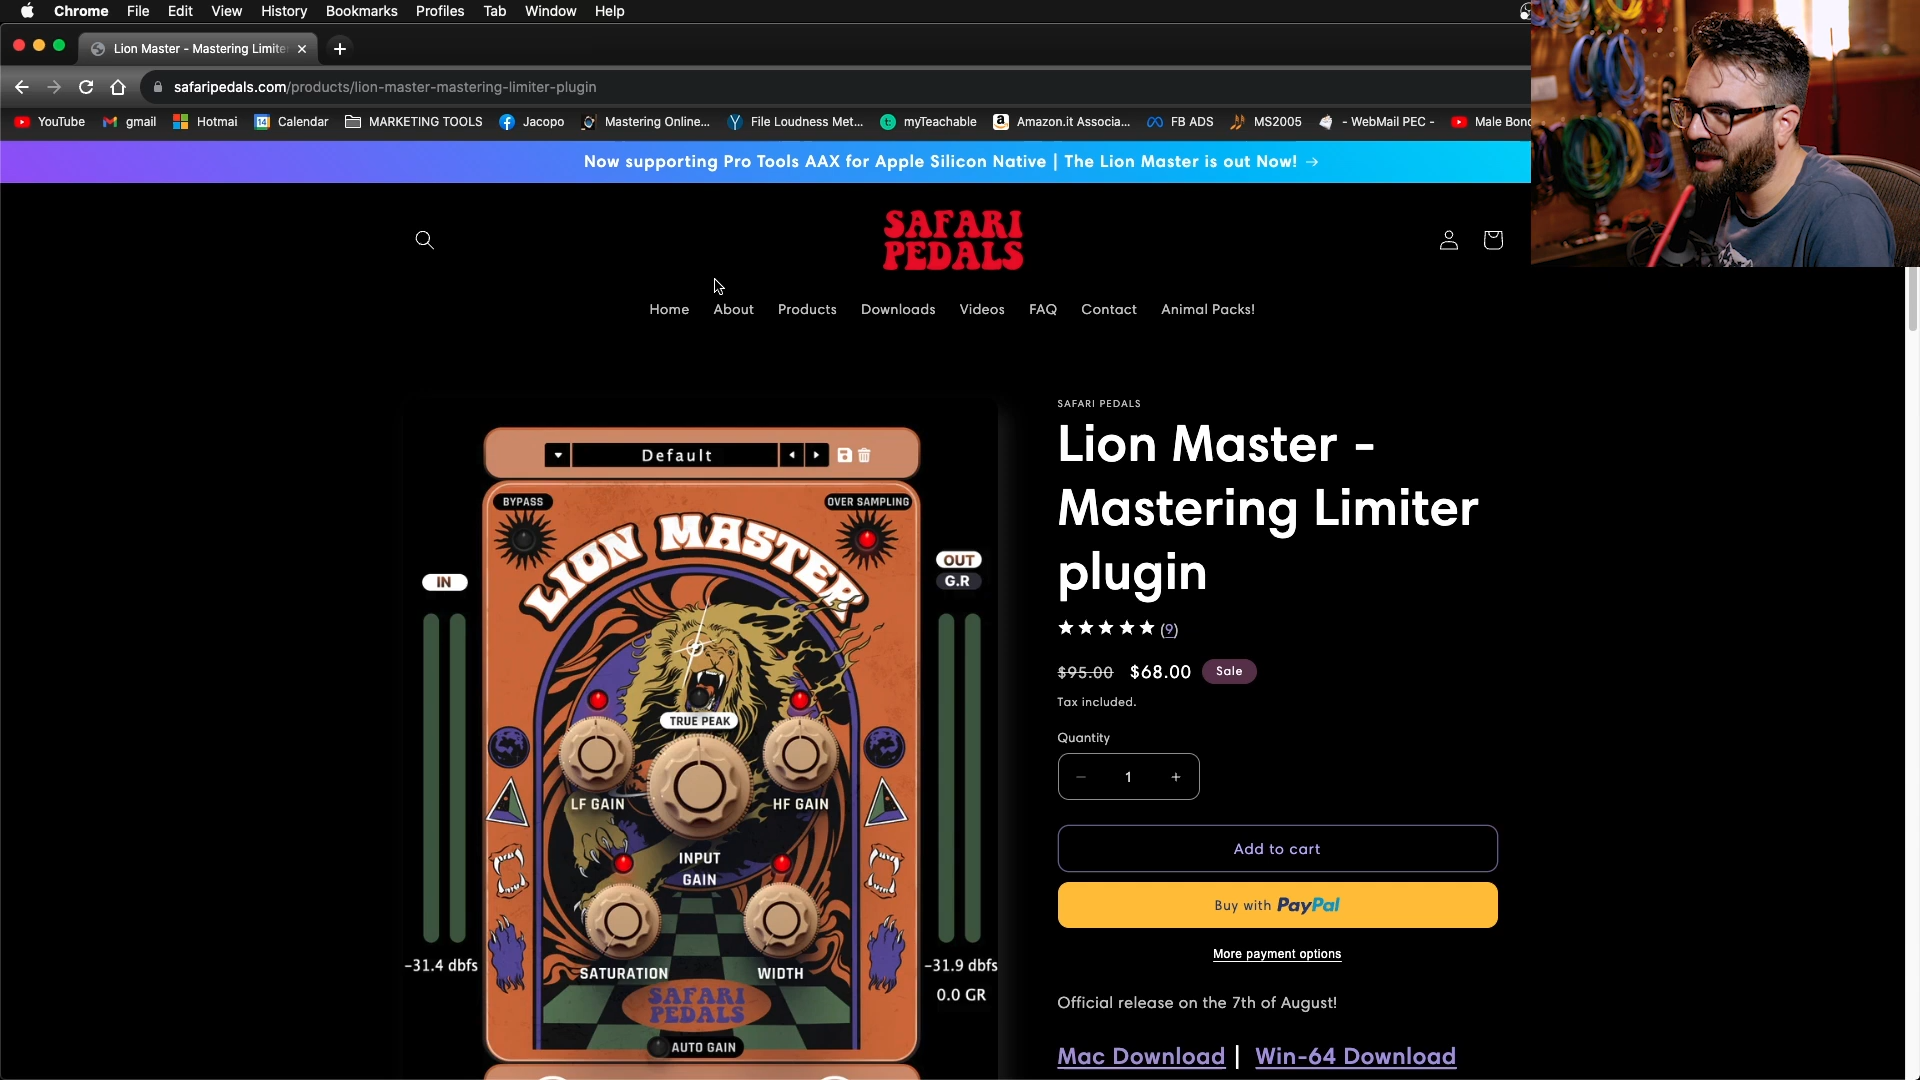 Chrome File Edit View History Bookmarks Profiles Tab Window Help
Lion Master - Mastering Limite
safaripedals.com/products/lion-master-mastering-limiter-plugin
YouTube gmail Hotmai Calendar MARKETING TOOLS Jacopo Mastering Online... File Loudness Met... myTeachable Amazon.it Associa... FB ADS MS2005 - WebMail PEC - Male Bond
Now supporting Pro Tools AAX for Apple Silicon Native | The Lion Master is out Now! →
SAFARI
PEDALS
Home About Products Downloads Videos FAQ Contact Animal Packs!
Default
BYPASS
OVER SAMPLING
LION MASTER
IN
OUT
G.R
TRUE PEAK
LF GAIN
HF GAIN
INPUT
GAIN
SATURATION
WIDTH
-31.4 dbfs
-31.9 dbfs
0.0 GR
SAFARI
PEDALS
AUTO GAIN
SAFARI PEDALS
Lion Master -
Mastering Limiter
plugin
★★★★★ (9)
$95.00 $68.00 Sale
Tax included.
Quantity
− 1 +
Add to cart
Buy with PayPal
More payment options
Official release on the 7th of August!
Mac Download | Win-64 Download